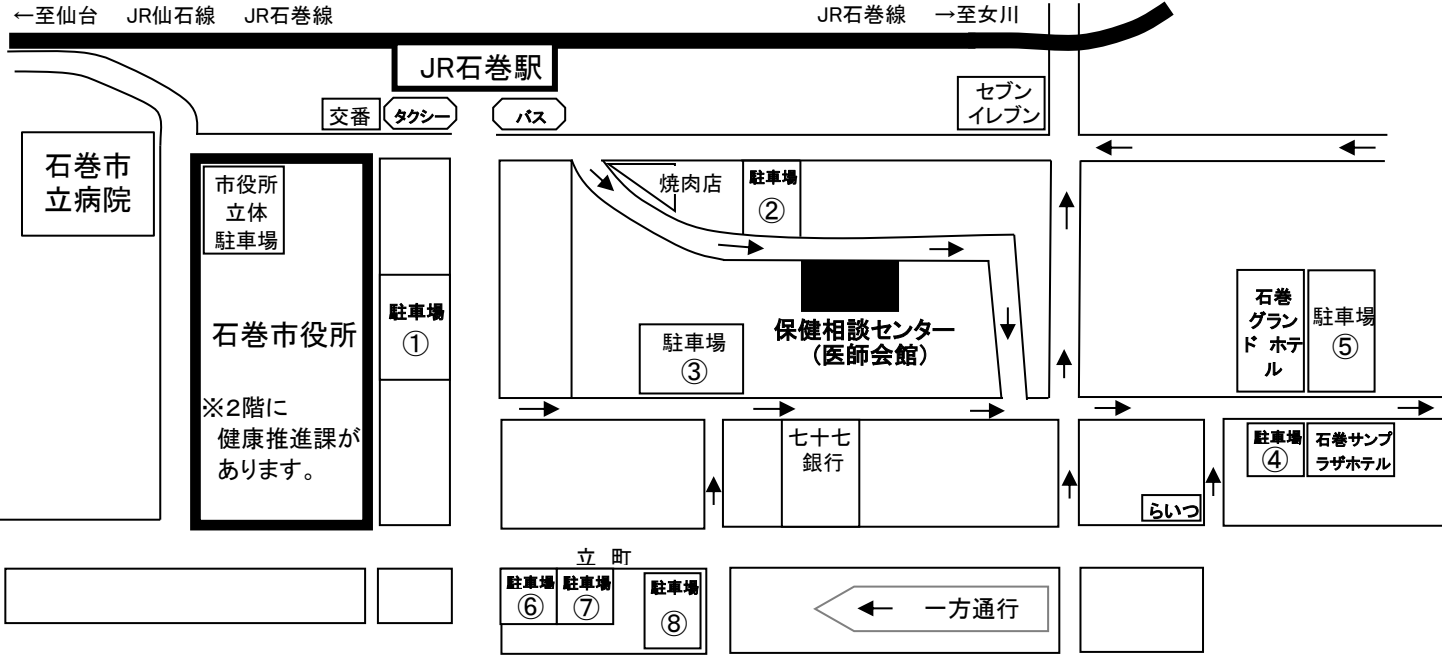 ←至仙台 JR仙石線 JR石巻線
JR石巻線 →至女川
JR石巻駅
交番
タクシー
バス
セブン
イレブン
石巻市
立病院
市役所
立体
駐車場
焼肉店
駐車場
②
石巻市役所
駐車場
①
※2階に
健康推進課が
あります。
駐車場
③
保健相談センター
(医師会館)
石巻
グラン
ド ホテ
ル
駐車場
⑤
七十七
銀行
駐車場
④
石巻サンプ
ラザホテル
らいつ
立 町
駐車場
⑥
駐車場
⑦
駐車場
⑧
← 一方通行